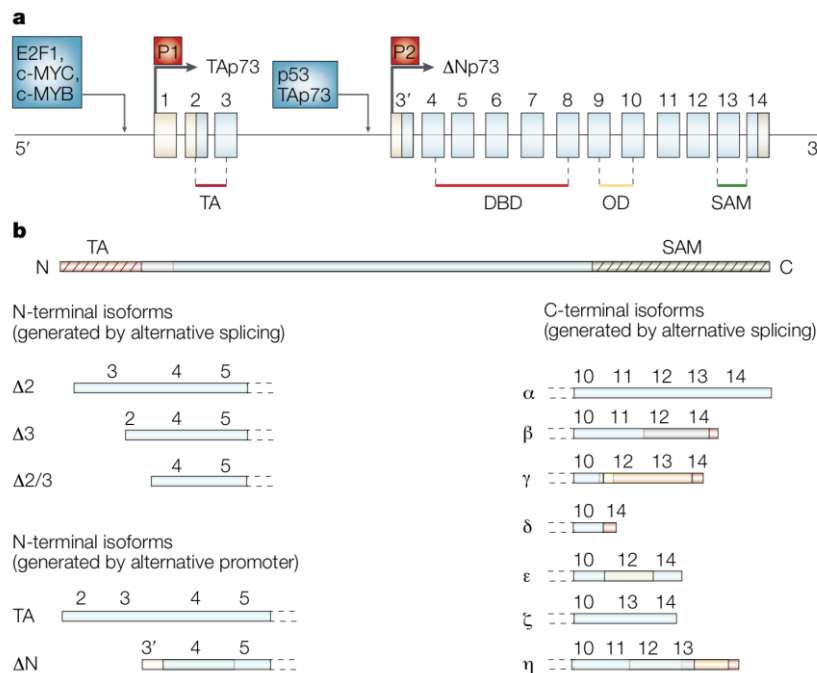 a
E2F1,
c-MYC,
c-MYB
P1
TAp73
p53
TAp73
P2
ΔNp73
1 2 3 3′ 4 5 6 7 8 9 10 11 12 13 14
5′ 3
TA DBD OD SAM
b
TA SAM
N C
N-terminal isoforms
(generated by alternative splicing)
3 4 5
Δ2
2 4 5
Δ3
4 5
Δ2/3
N-terminal isoforms
(generated by alternative promoter)
2 3 4 5
TA
3′ 4 5
ΔN
C-terminal isoforms
(generated by alternative splicing)
10 11 12 13 14
α
10 11 12 14
β
10 12 13 14
γ
10 14
δ
10 12 14
ε
10 13 14
ζ
10 11 12 13
η